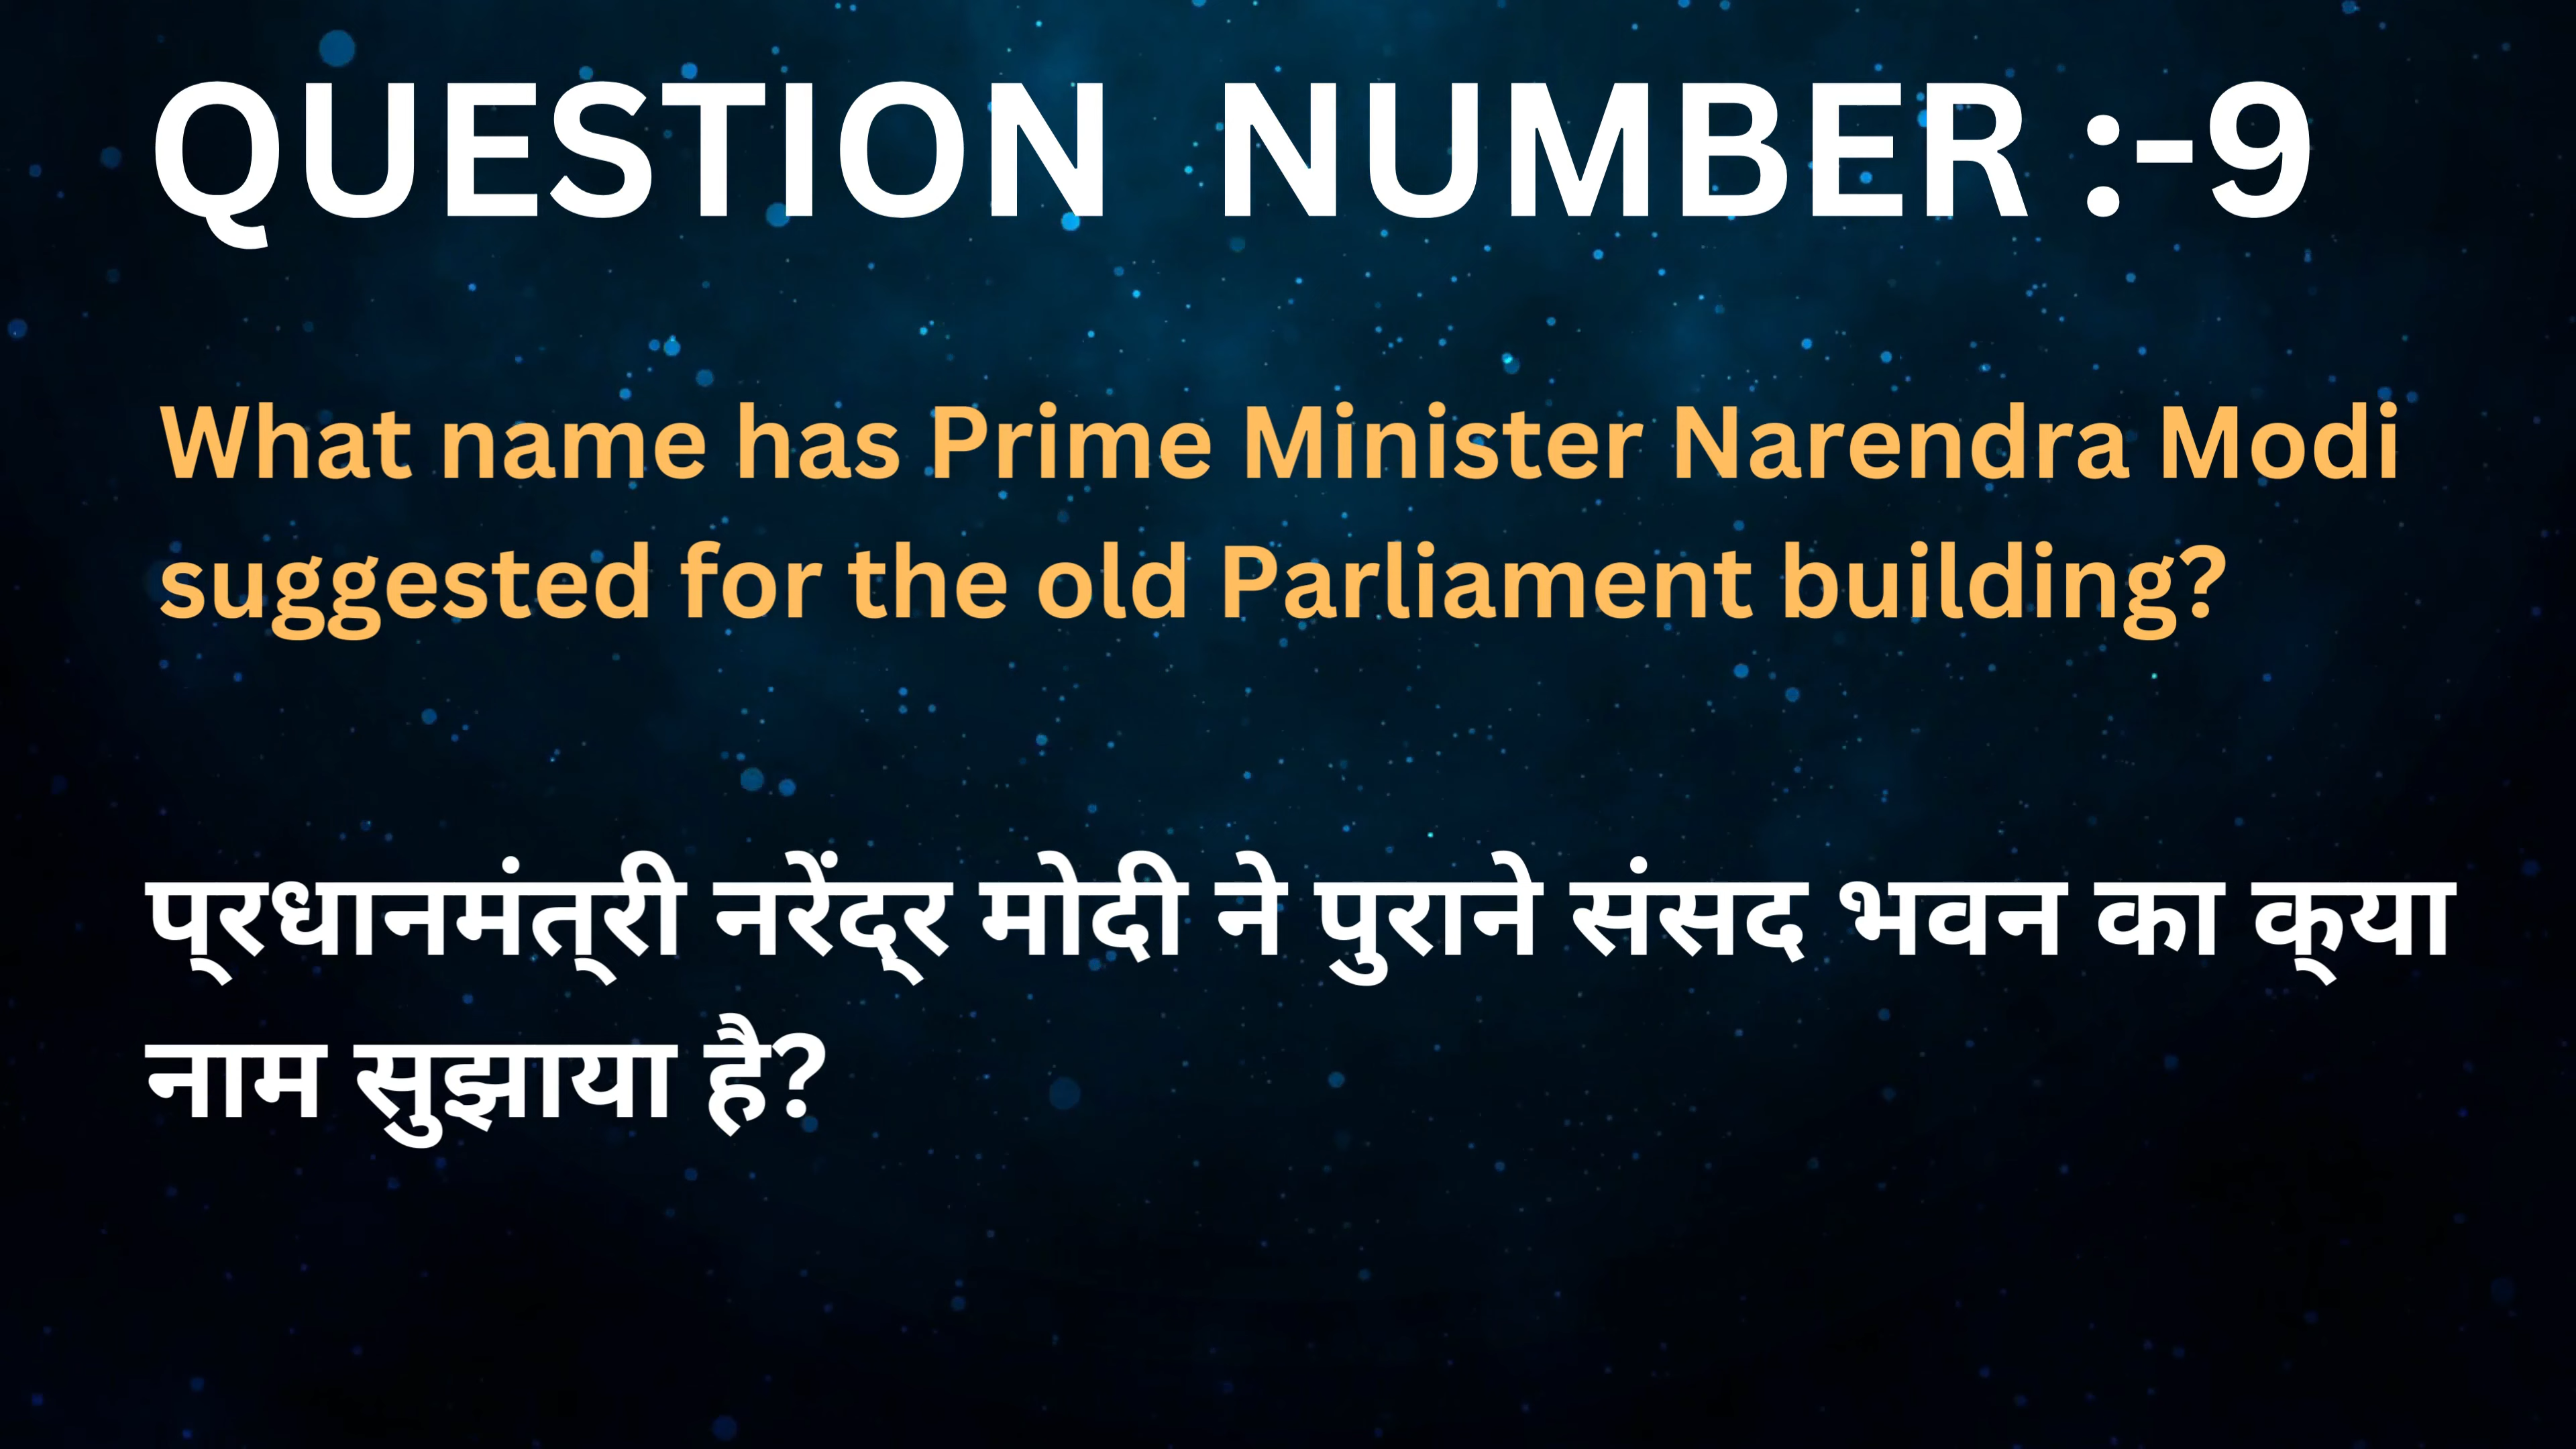 QUESTION NUMBER :-9
What name has Prime Minister Narendra Modi
suggested for the old Parliament building?
प्रधानमंत्री नरेंद्र मोदी ने पुराने संसद भवन का क्या
नाम सुझाया है?